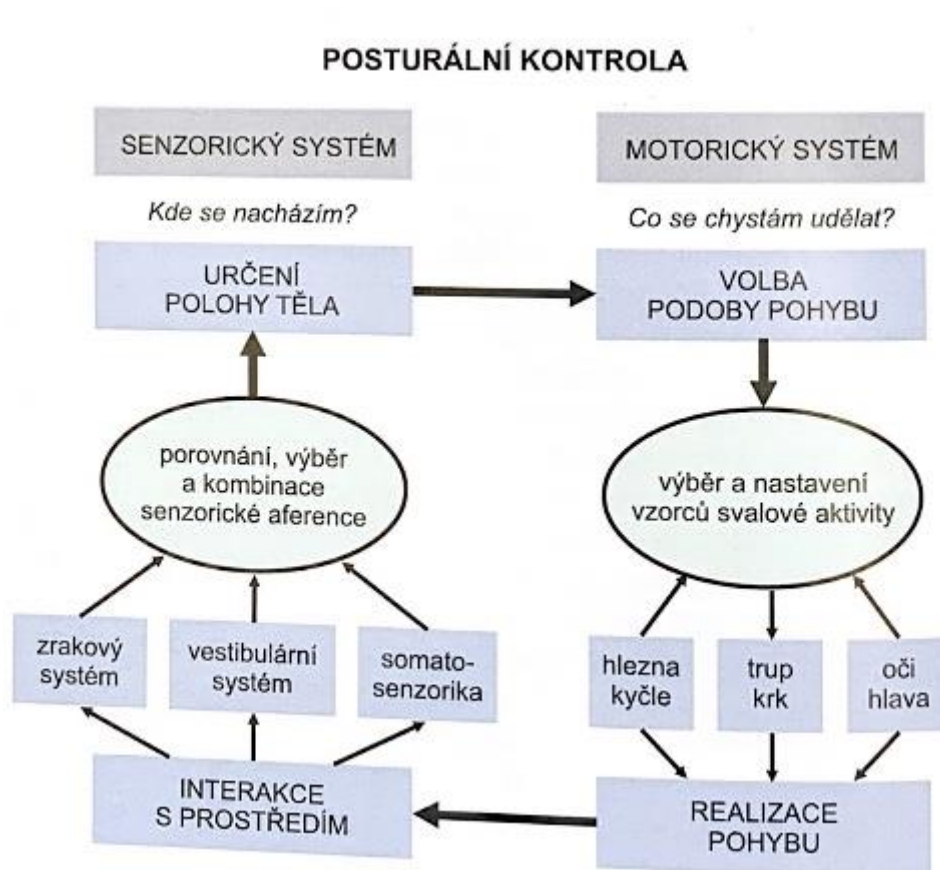 POSTURÁLNÍ KONTROLA
SENZORICKÝ SYSTÉM
Kde se nacházím?
URČENÍ
POLOHY TĚLA
porovnání, výběr
a kombinace
senzorické aference
zrakový
systém
vestibulární
systém
somato-
senzorika
INTERAKCE
S PROSTŘEDÍM
MOTORICKÝ SYSTÉM
Co se chystám udělat?
VOLBA
PODOBY POHYBU
výběr a nastavení
vzorců svalové aktivity
hlezna
kyčle
trup
krk
oči
hlava
REALIZACE
POHYBU